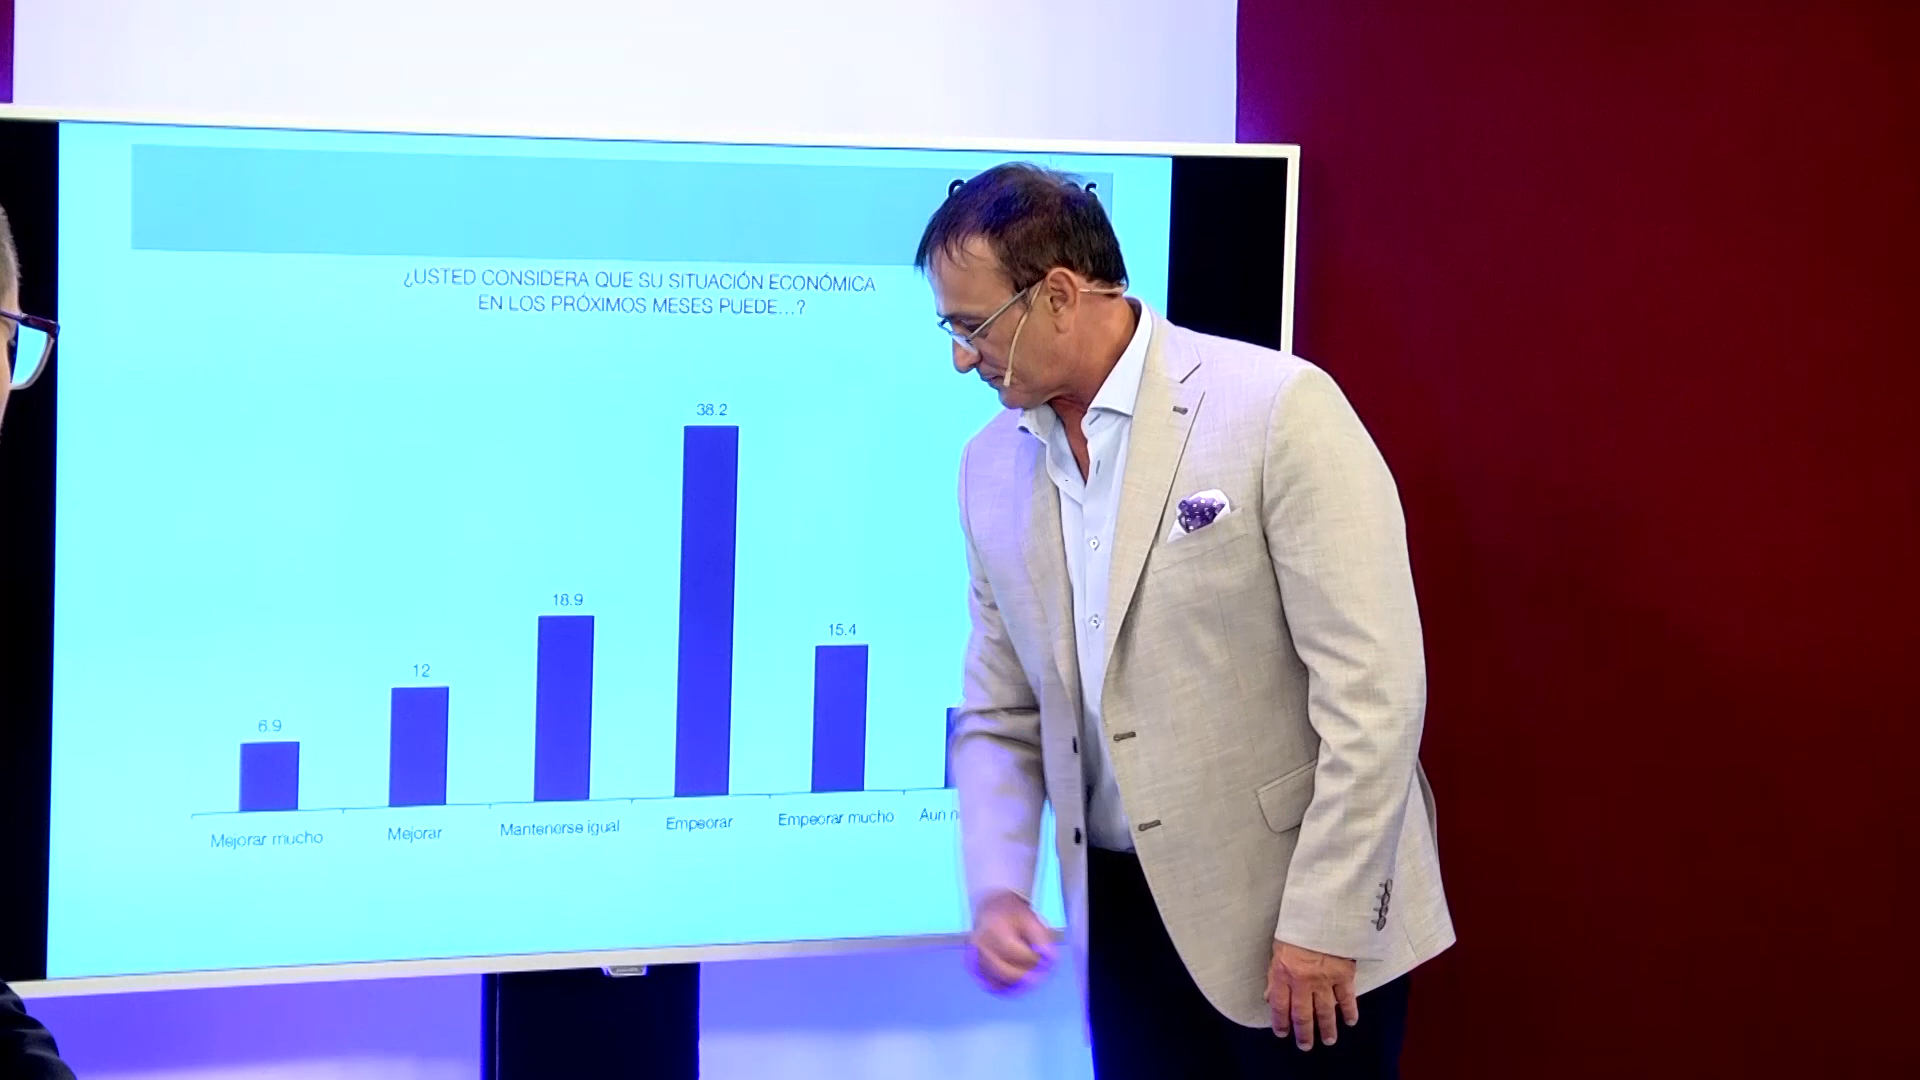 ¿USTED CONSIDERA QUE SU SITUACIÓN ECONÓMICA
EN LOS PRÓXIMOS MESES PUEDE...?
6.9
12
18.9
38.2
15.4
Mejorar mucho
Mejorar
Mantenerse igual
Empeorar
Empeorar mucho
Aun